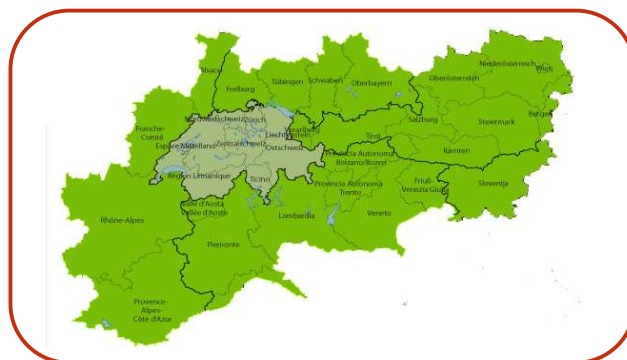 Alsace
Freiburg
Tübingen
Schwaben
Oberbayern
Oberösterreich
Niederösterreich
Wien
Burgen
Franche-
Comté
Nordwestschweiz
Zürich
Espace Mittelland
Zentralschweiz
Liechtenstein
Ostschweiz
Vorarlberg
Tirol
Salzburg
Steiermark
Kärnten
Région Lémanique
Ticino
Provincia Autonoma
Bolzano/Bozen
Provincia Autonoma
Trento
Friuli-
Venezia Giulia
Slovenija
Rhône-Alpes
Valle d'Aosta
Vallée d'Aoste
Lombardia
Veneto
Piemonte
Provence-
Alpes-
Côte d'Azur